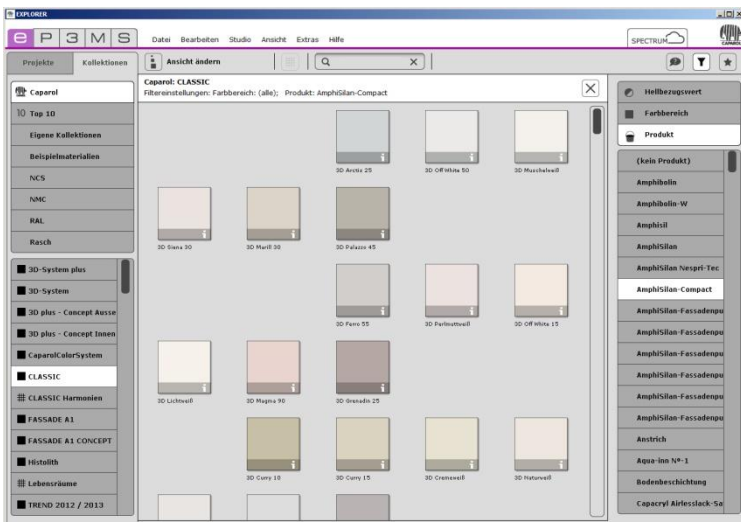 EXPLORER
e P 3 M S
Datei Bearbeiten Studio Ansicht Extras Hilfe
SPECTRUM
CAPAROL
Projekte Kollektionen
Ansicht ändern
Caparol
10 Top 10
Eigene Kollektionen
Beispielmaterialien
NCS
NMC
RAL
Rasch
3D-System plus
3D-System
3D plus - Concept Ausse
3D plus - Concept Innen
CaparolColorSystem
CLASSIC
CLASSIC Harmonien
FASSADE A1
FASSADE A1 CONCEPT
Histolith
Lebensräume
TREND 2012 / 2013
Caparol: CLASSIC
Filtereinstellungen: Farbbereich: (alle); Produkt: AmphiSilan-Compact
3D Arctis 25 3D Off White 50 3D Muschelweiß
3D Siena 30 3D Marill 30 3D Palazzo 45
3D Ferro 55 3D Perlmattweiß 3D Off White 15
3D Lichtweiß 3D Magma 90 3D Grenadin 25
3D Curry 10 3D Curry 15 3D Cremeweiß 3D Naturweiß
Hellbezugswert
Farbbereich
Produkt
(kein Produkt)
Amphibolin
Amphibolin-W
Amphisil
AmphiSilan
AmphiSilan Nespri-Tec
AmphiSilan-Compact
AmphiSilan-Fassadenpu
AmphiSilan-Fassadenpu
AmphiSilan-Fassadenpu
AmphiSilan-Fassadenpu
AmphiSilan-Fassadenpu
AmphiSilan-Fassadenpu
Anstrich
Aqua-inn Nº-1
Bodenbeschichtung
Capacryl Airlesslack-Sa